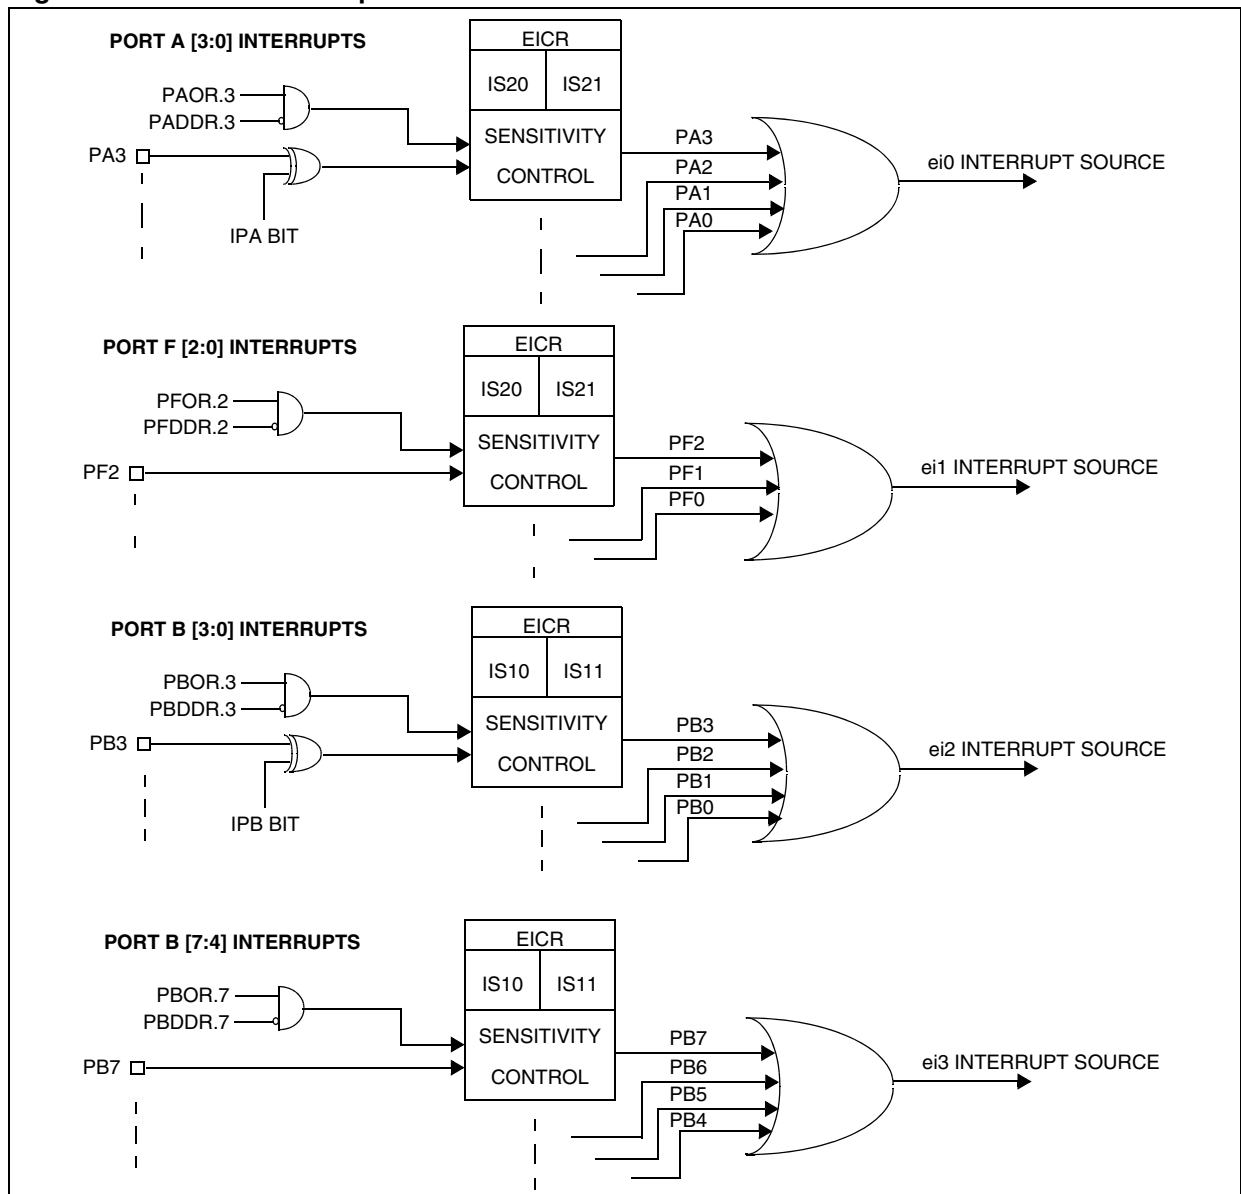 PORT A [3:0] INTERRUPTS
EICR
IS20 IS21
PAOR.3
PADDR.3
SENSITIVITY
CONTROL
PA3
IPA BIT
PA3
PA2
PA1
PA0
ei0 INTERRUPT SOURCE
PORT F [2:0] INTERRUPTS
EICR
IS20 IS21
PFOR.2
PFDDR.2
SENSITIVITY
CONTROL
PF2
PF2
PF1
PF0
ei1 INTERRUPT SOURCE
PORT B [3:0] INTERRUPTS
EICR
IS10 IS11
PBOR.3
PBDDR.3
SENSITIVITY
CONTROL
PB3
IPB BIT
PB3
PB2
PB1
PB0
ei2 INTERRUPT SOURCE
PORT B [7:4] INTERRUPTS
EICR
IS10 IS11
PBOR.7
PBDDR.7
SENSITIVITY
CONTROL
PB7
PB7
PB6
PB5
PB4
ei3 INTERRUPT SOURCE